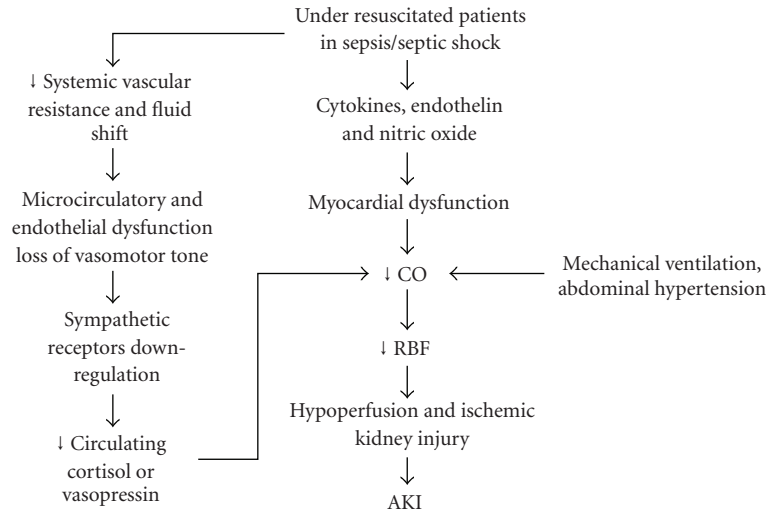 Under resuscitated patients
in sepsis/septic shock
↓ Systemic vascular
resistance and fluid
shift
Microcirculatory and
endothelial dysfunction
loss of vasomotor tone
Sympathetic
receptors down-
regulation
↓ Circulating
cortisol or
vasopressin
Cytokines, endothelin
and nitric oxide
Myocardial dysfunction
↓ CO
Mechanical ventilation,
abdominal hypertension
↓ RBF
Hypoperfusion and ischemic
kidney injury
AKI